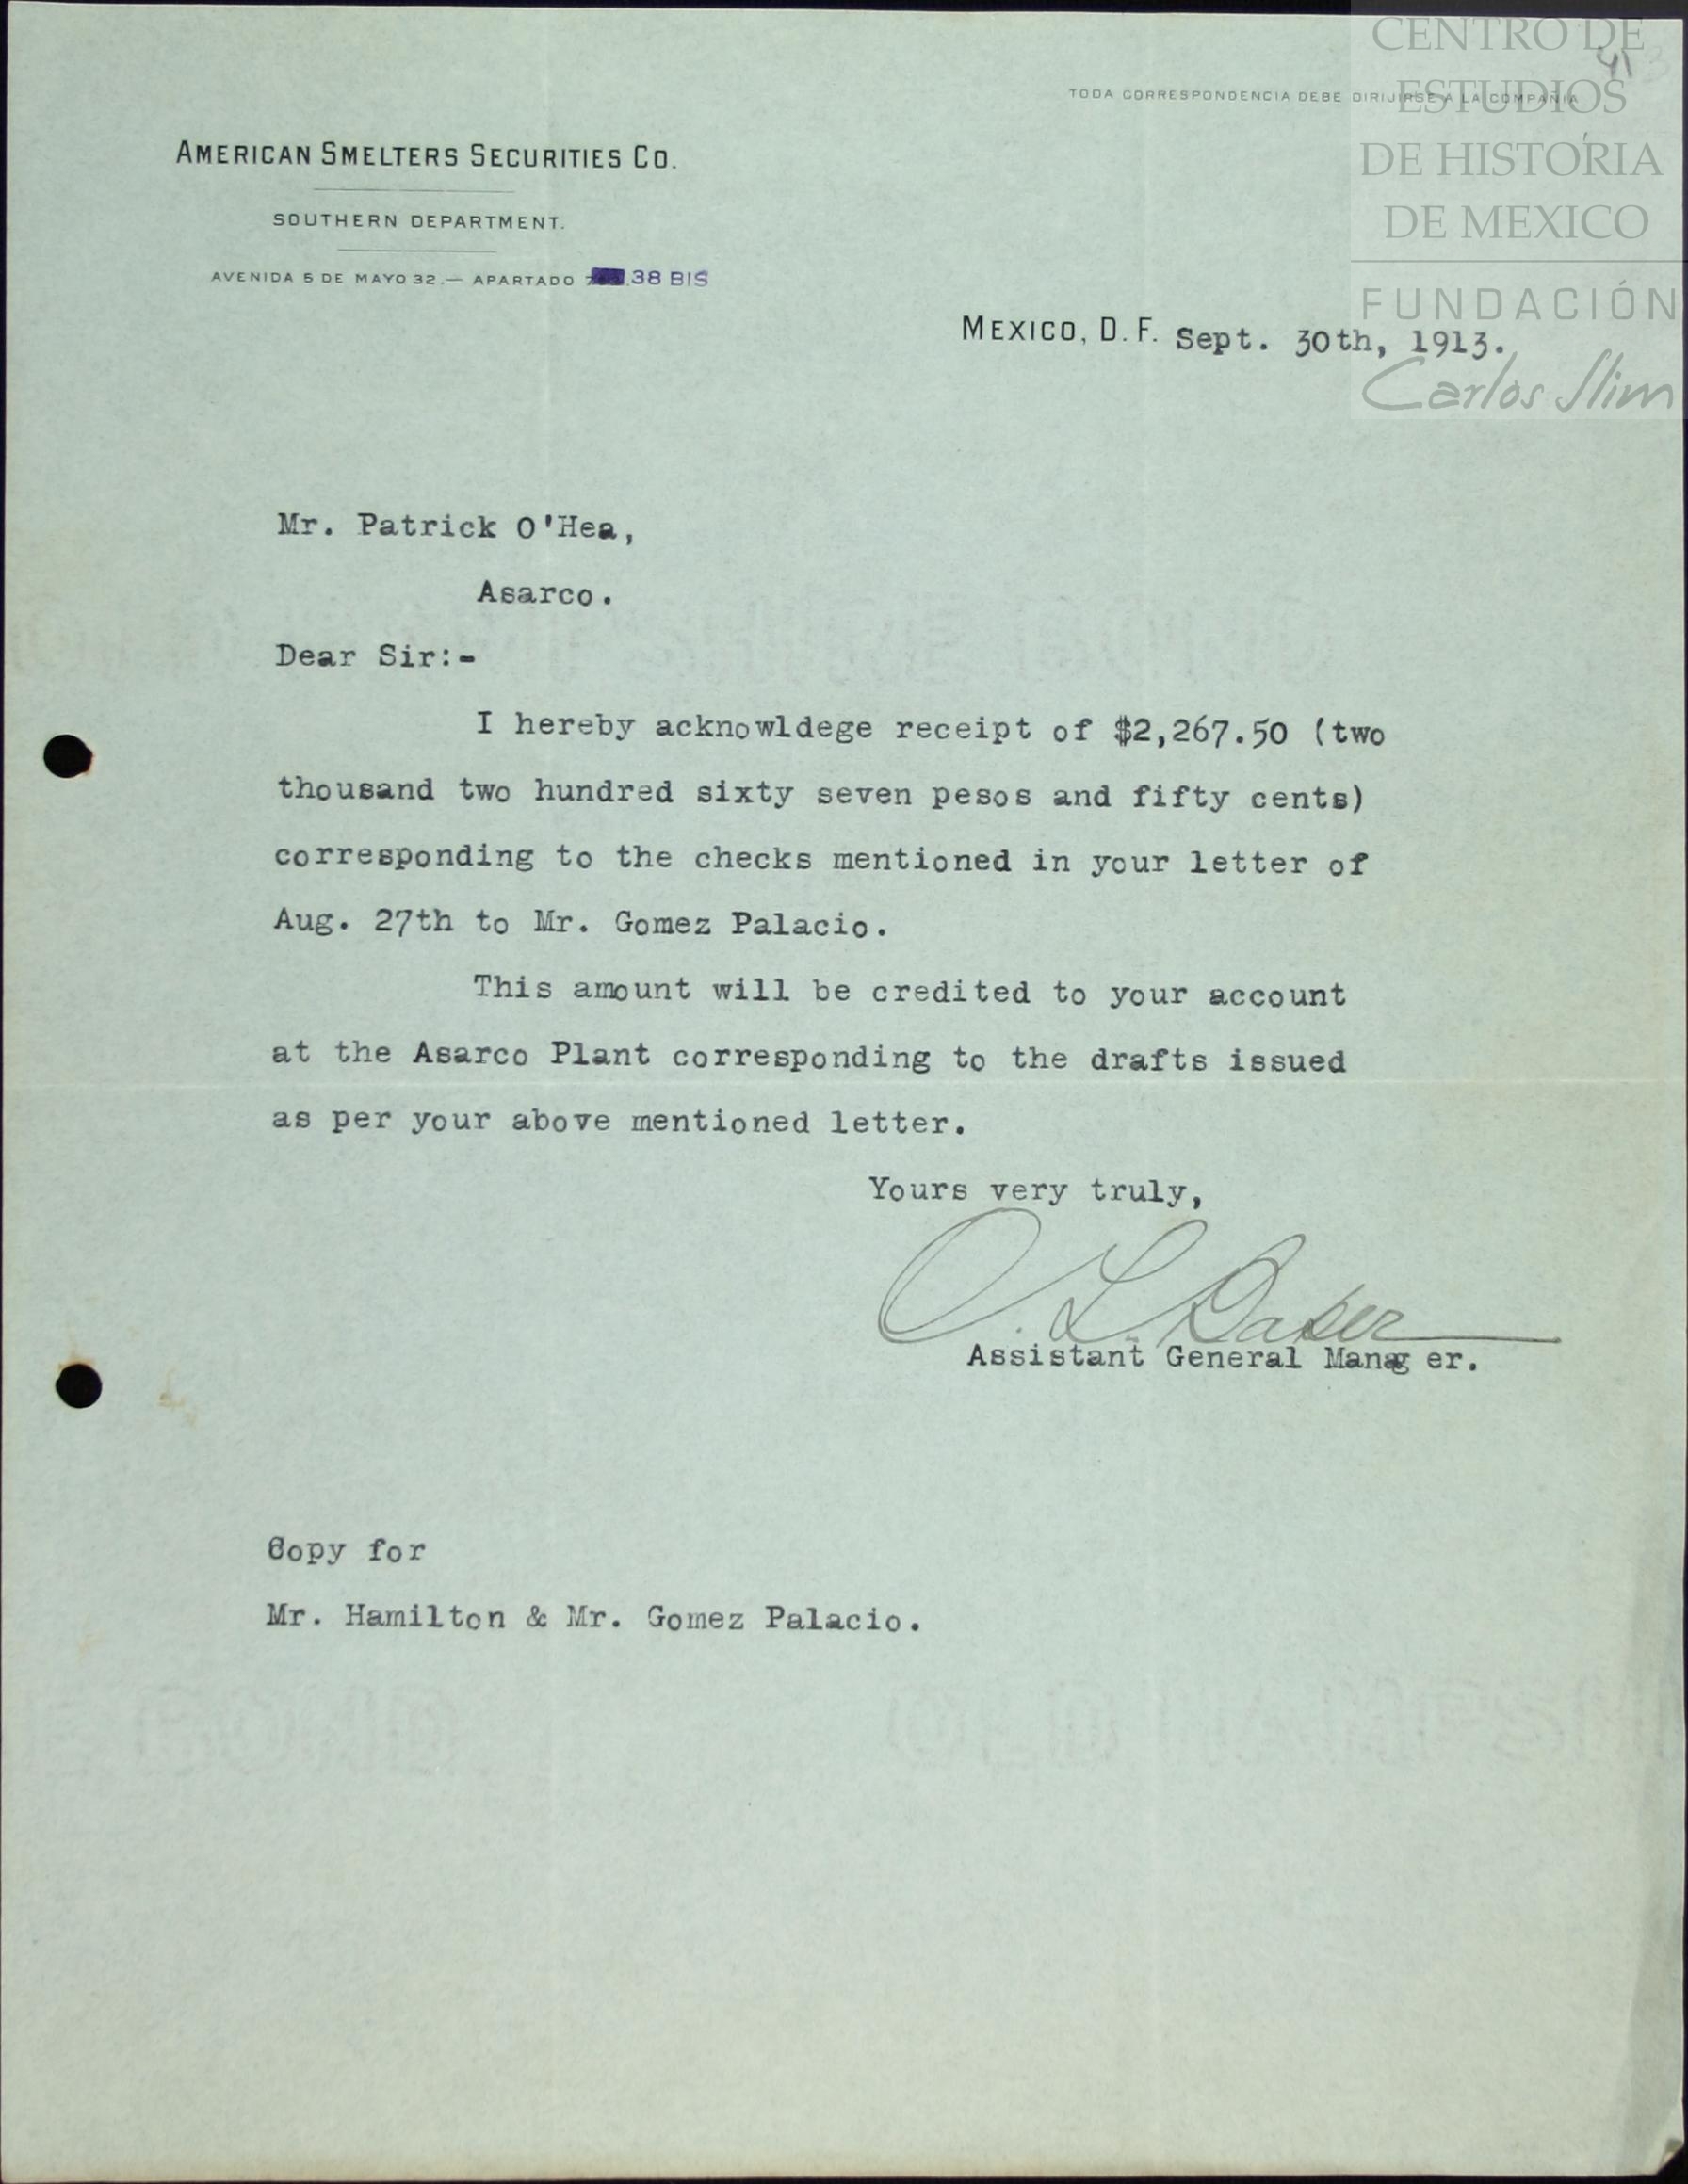 CENTRO DE
ESTUDIOS
DE HISTORIA
DE MEXICO
FUNDACIÓN
Carlos Slim
41
TODA CORRESPONDENCIA DEBE DIRIJIRSE A LA COMPAÑIA
AMERICAN SMELTERS SECURITIES CO.
SOUTHERN DEPARTMENT.
AVENIDA 5 DE MAYO 32.— APARTADO 38 BIS
MEXICO, D. F. Sept. 30th, 1913.
Mr. Patrick O'Hea,
Asarco.
Dear Sir:-
I hereby acknowldege receipt of $2,267.50 (two
thousand two hundred sixty seven pesos and fifty cents)
corresponding to the checks mentioned in your letter of
Aug. 27th to Mr. Gomez Palacio.
This amount will be credited to your account
at the Asarco Plant corresponding to the drafts issued
as per your above mentioned letter.
Yours very truly,
L. Baker
Assistant General Manag er.
Copy for
Mr. Hamilton & Mr. Gomez Palacio.